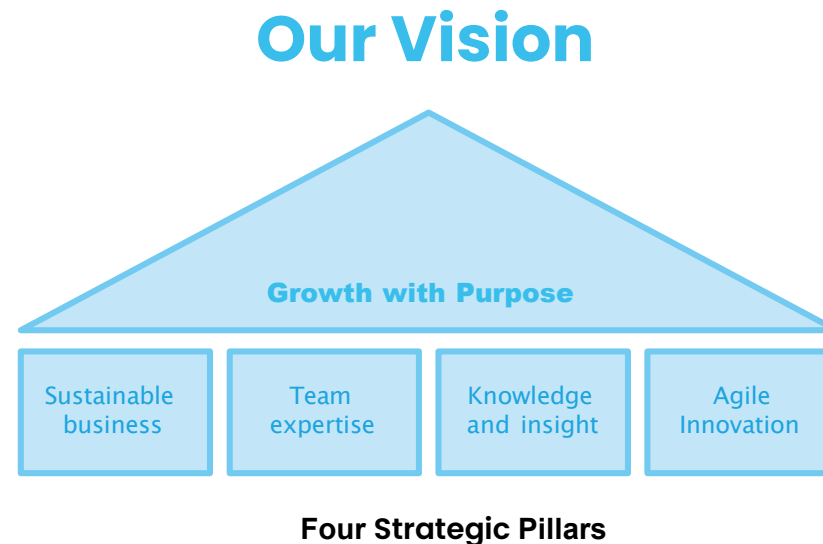 Our Vision
Growth with Purpose
Sustainable
business
Team
expertise
Knowledge
and insight
Agile
Innovation
Four Strategic Pillars